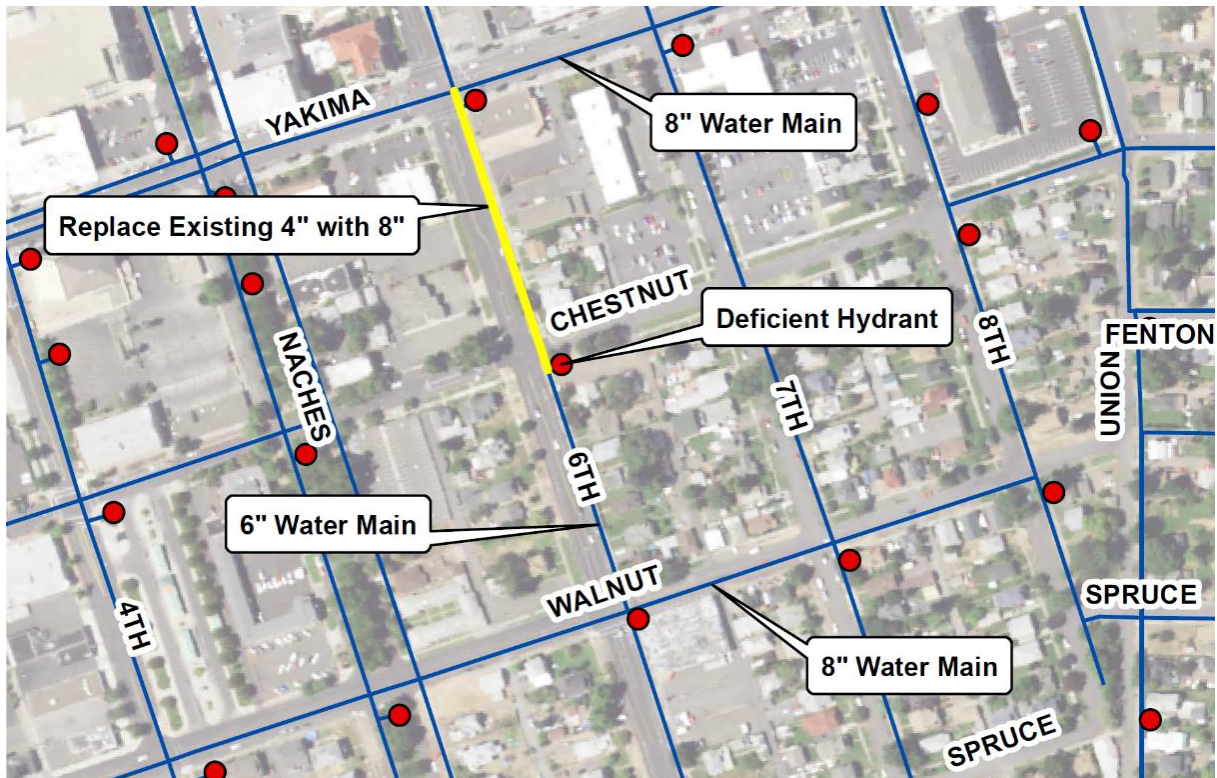 YAKIMA
8" Water Main
Replace Existing 4" with 8"
CHESTNUT
Deficient Hydrant
NACHES
8TH
FENTON
UNION
7TH
6TH
6" Water Main
WALNUT
4TH
SPRUCE
8" Water Main
SPRUCE